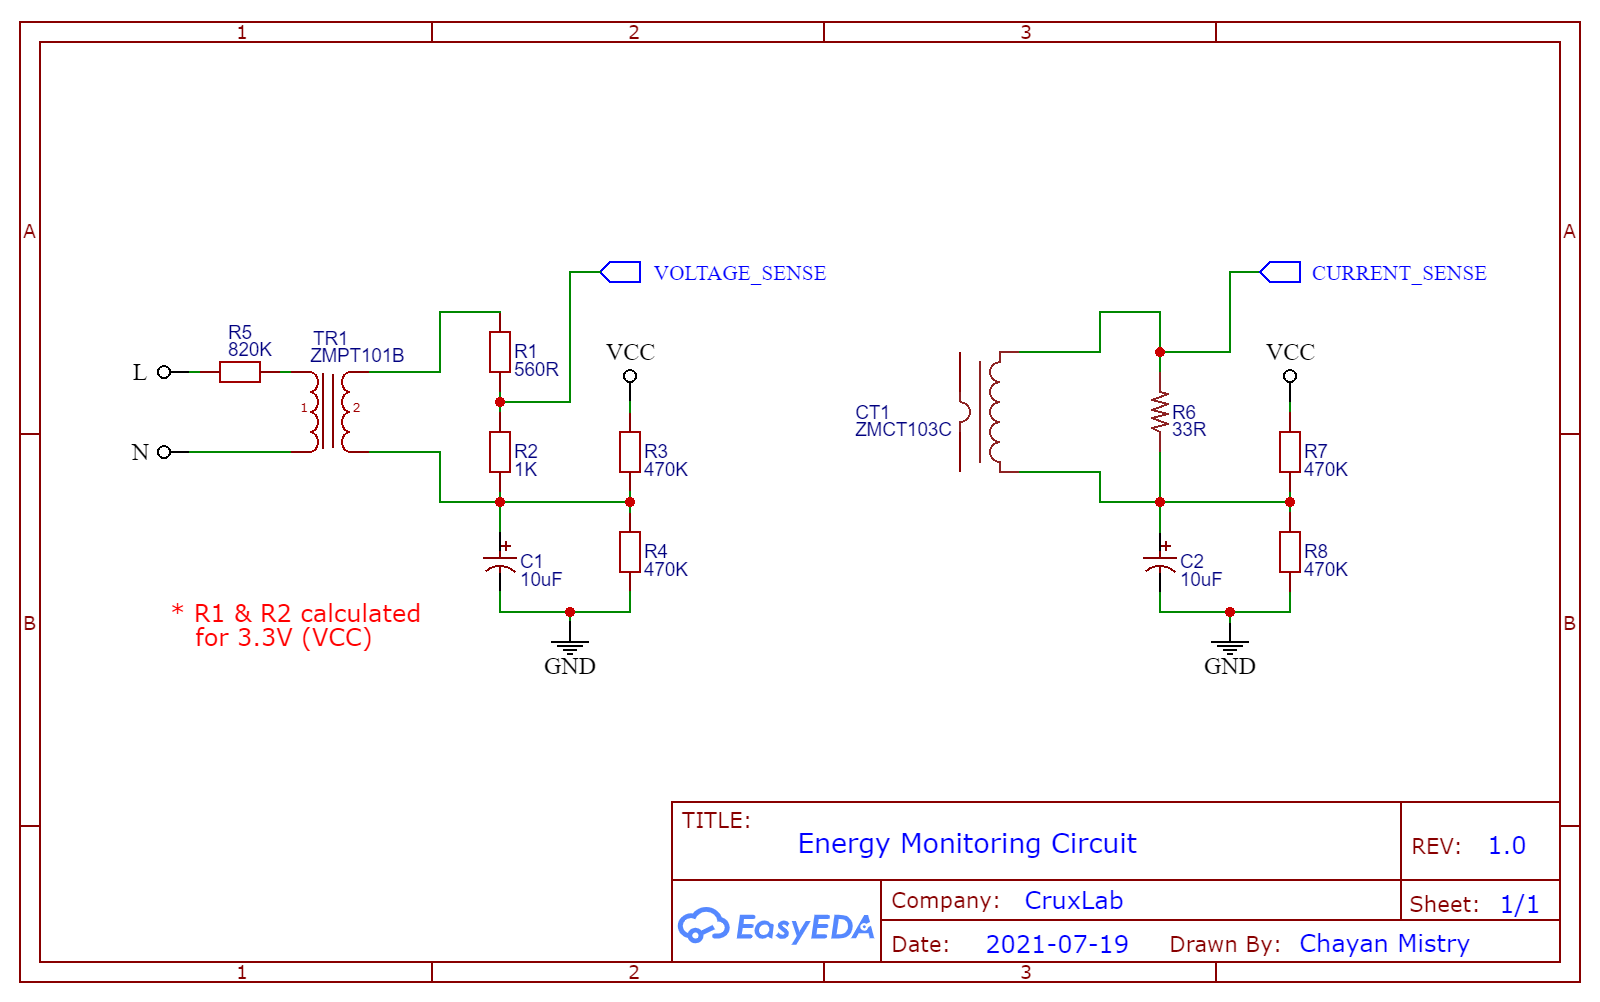 1 2 3
A A
VOLTAGE_SENSE CURRENT_SENSE
R5
820K
TR1
ZMPT101B
L
N
1 2
R1
560R
VCC
R2
1K
R3
470K
C1
10uF
R4
470K
GND
* R1 & R2 calculated
for 3.3V (VCC)
CT1
ZMCT103C
VCC
R6
33R
R7
470K
C2
10uF
R8
470K
GND
B B
TITLE:
Energy Monitoring Circuit
REV: 1.0
EasyEDA
Company: CruxLab
Sheet: 1/1
Date: 2021-07-19 Drawn By: Chayan Mistry
1 2 3